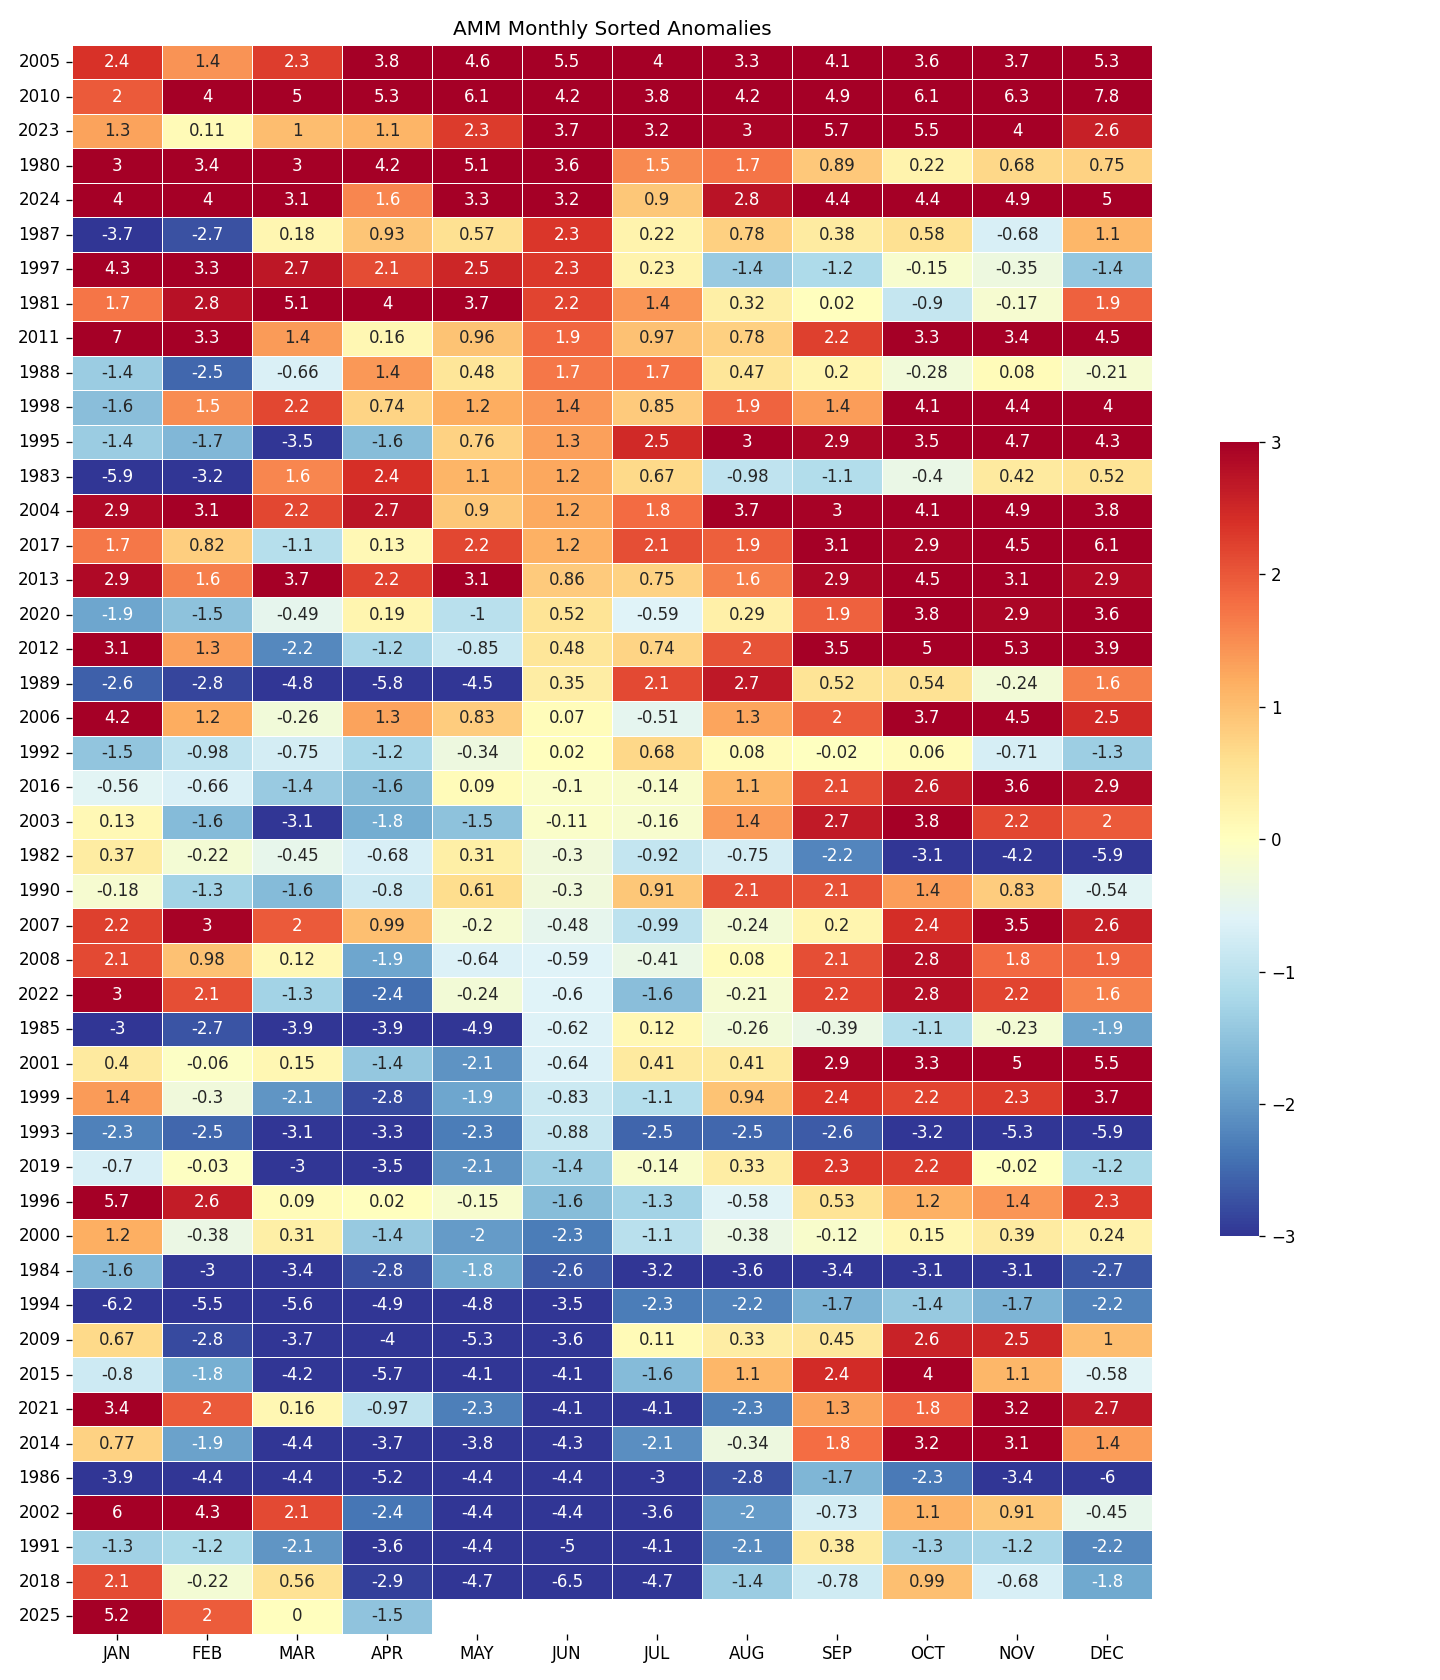 AMM Monthly Sorted Anomalies
2005 2.4 1.4 2.3 3.8 4.6 5.5 4 3.3 4.1 3.6 3.7 5.3
2010 2 4 5 5.3 6.1 4.2 3.8 4.2 4.9 6.1 6.3 7.8
2023 1.3 0.11 1 1.1 2.3 3.7 3.2 3 5.7 5.5 4 2.6
1980 3 3.4 3 4.2 5.1 3.6 1.5 1.7 0.89 0.22 0.68 0.75
2024 4 4 3.1 1.6 3.3 3.2 0.9 2.8 4.4 4.4 4.9 5
1987 -3.7 -2.7 0.18 0.93 0.57 2.3 0.22 0.78 0.38 0.58 -0.68 1.1
1997 4.3 3.3 2.7 2.1 2.5 2.3 0.23 -1.4 -1.2 -0.15 -0.35 -1.4
1981 1.7 2.8 5.1 4 3.7 2.2 1.4 0.32 0.02 -0.9 -0.17 1.9
2011 7 3.3 1.4 0.16 0.96 1.9 0.97 0.78 2.2 3.3 3.4 4.5
1988 -1.4 -2.5 -0.66 1.4 0.48 1.7 1.7 0.47 0.2 -0.28 0.08 -0.21
1998 -1.6 1.5 2.2 0.74 1.2 1.4 0.85 1.9 1.4 4.1 4.4 4
1995 -1.4 -1.7 -3.5 -1.6 0.76 1.3 2.5 3 2.9 3.5 4.7 4.3
1983 -5.9 -3.2 1.6 2.4 1.1 1.2 0.67 -0.98 -1.1 -0.4 0.42 0.52
2004 2.9 3.1 2.2 2.7 0.9 1.2 1.8 3.7 3 4.1 4.9 3.8
2017 1.7 0.82 -1.1 0.13 2.2 1.2 2.1 1.9 3.1 2.9 4.5 6.1
2013 2.9 1.6 3.7 2.2 3.1 0.86 0.75 1.6 2.9 4.5 3.1 2.9
2020 -1.9 -1.5 -0.49 0.19 -1 0.52 -0.59 0.29 1.9 3.8 2.9 3.6
2012 3.1 1.3 -2.2 -1.2 -0.85 0.48 0.74 2 3.5 5 5.3 3.9
1989 -2.6 -2.8 -4.8 -5.8 -4.5 0.35 2.1 2.7 0.52 0.54 -0.24 1.6
2006 4.2 1.2 -0.26 1.3 0.83 0.07 -0.51 1.3 2 3.7 4.5 2.5
1992 -1.5 -0.98 -0.75 -1.2 -0.34 0.02 0.68 0.08 -0.02 0.06 -0.71 -1.3
2016 -0.56 -0.66 -1.4 -1.6 0.09 -0.1 -0.14 1.1 2.1 2.6 3.6 2.9
2003 0.13 -1.6 -3.1 -1.8 -1.5 -0.11 -0.16 1.4 2.7 3.8 2.2 2
1982 0.37 -0.22 -0.45 -0.68 0.31 -0.3 -0.92 -0.75 -2.2 -3.1 -4.2 -5.9
1990 -0.18 -1.3 -1.6 -0.8 0.61 -0.3 0.91 2.1 2.1 1.4 0.83 -0.54
2007 2.2 3 2 0.99 -0.2 -0.48 -0.99 -0.24 0.2 2.4 3.5 2.6
2008 2.1 0.98 0.12 -1.9 -0.64 -0.59 -0.41 0.08 2.1 2.8 1.8 1.9
2022 3 2.1 -1.3 -2.4 -0.24 -0.6 -1.6 -0.21 2.2 2.8 2.2 1.6
1985 -3 -2.7 -3.9 -3.9 -4.9 -0.62 0.12 -0.26 -0.39 -1.1 -0.23 -1.9
2001 0.4 -0.06 0.15 -1.4 -2.1 -0.64 0.41 0.41 2.9 3.3 5 5.5
1999 1.4 -0.3 -2.1 -2.8 -1.9 -0.83 -1.1 0.94 2.4 2.2 2.3 3.7
1993 -2.3 -2.5 -3.1 -3.3 -2.3 -0.88 -2.5 -2.5 -2.6 -3.2 -5.3 -5.9
2019 -0.7 -0.03 -3 -3.5 -2.1 -1.4 -0.14 0.33 2.3 2.2 -0.02 -1.2
1996 5.7 2.6 0.09 0.02 -0.15 -1.6 -1.3 -0.58 0.53 1.2 1.4 2.3
2000 1.2 -0.38 0.31 -1.4 -2 -2.3 -1.1 -0.38 -0.12 0.15 0.39 0.24
1984 -1.6 -3 -3.4 -2.8 -1.8 -2.6 -3.2 -3.6 -3.4 -3.1 -3.1 -2.7
1994 -6.2 -5.5 -5.6 -4.9 -4.8 -3.5 -2.3 -2.2 -1.7 -1.4 -1.7 -2.2
2009 0.67 -2.8 -3.7 -4 -5.3 -3.6 0.11 0.33 0.45 2.6 2.5 1
2015 -0.8 -1.8 -4.2 -5.7 -4.1 -4.1 -1.6 1.1 2.4 4 1.1 -0.58
2021 3.4 2 0.16 -0.97 -2.3 -4.1 -4.1 -2.3 1.3 1.8 3.2 2.7
2014 0.77 -1.9 -4.4 -3.7 -3.8 -4.3 -2.1 -0.34 1.8 3.2 3.1 1.4
1986 -3.9 -4.4 -4.4 -5.2 -4.4 -4.4 -3 -2.8 -1.7 -2.3 -3.4 -6
2002 6 4.3 2.1 -2.4 -4.4 -4.4 -3.6 -2 -0.73 1.1 0.91 -0.45
1991 -1.3 -1.2 -2.1 -3.6 -4.4 -5 -4.1 -2.1 0.38 -1.3 -1.2 -2.2
2018 2.1 -0.22 0.56 -2.9 -4.7 -6.5 -4.7 -1.4 -0.78 0.99 -0.68 -1.8
2025 5.2 2 0 -1.5
JAN FEB MAR APR MAY JUN JUL AUG SEP OCT NOV DEC
3
2
1
0
−1
−2
−3